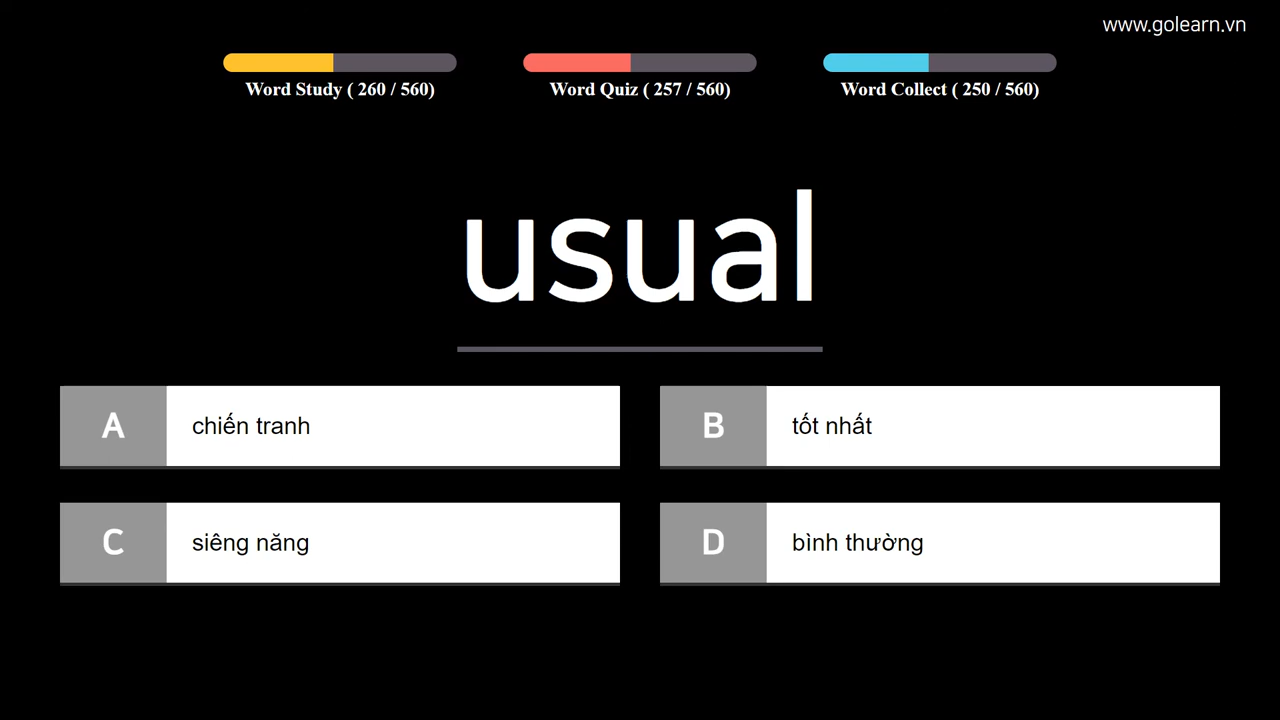 www.golearn.vn
Word Study ( 260 / 560)
Word Quiz ( 257 / 560)
Word Collect ( 250 / 560)
usual
A chiến tranh
B tốt nhất
C siêng năng
D bình thường